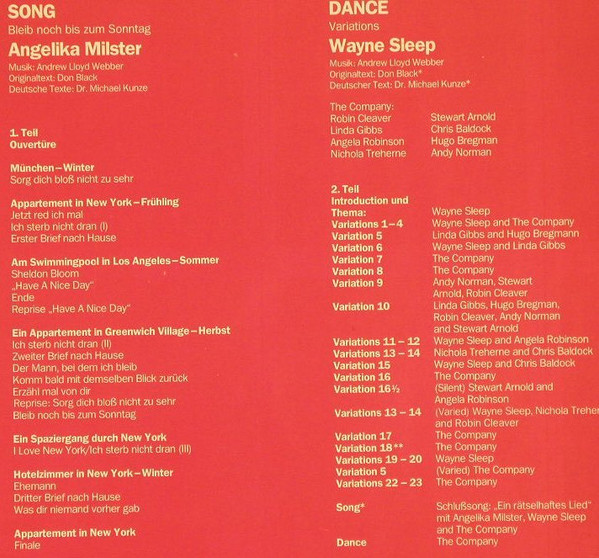 SONG
Bleib noch bis zum Sonntag
Angelika Milster
Musik: Andrew Lloyd Webber
Originaltext: Don Black
Deutsche Texte: Dr. Michael Kunze
1. Teil
Ouvertüre
München–Winter
Sorg dich bloß nicht zu sehr
Appartement in New York–Frühling
Jetzt red ich mal
Ich sterb nicht dran (I)
Erster Brief nach Hause
Am Swimmingpool in Los Angeles–Sommer
Sheldon Bloom
„Have A Nice Day"
Ende
Reprise „Have A Nice Day"
Ein Appartement in Greenwich Village–Herbst
Ich sterb nicht dran (II)
Zweiter Brief nach Hause
Der Mann, bei dem ich bleib
Komm bald mit demselben Blick zurück
Erzähl mal von dir
Reprise: Sorg dich bloß nicht zu sehr
Bleib noch bis zum Sonntag
Ein Spaziergang durch New York
I Love New York/Ich sterb nicht dran (III)
Hotelzimmer in New York–Winter
Ehemann
Dritter Brief nach Hause
Was dir niemand vorher gab
Appartement in New York
Finale
DANCE
Variations
Wayne Sleep
Musik: Andrew Lloyd Webber
Originaltext: Don Black*
Deutscher Text: Dr. Michael Kunze*
The Company:
Robin Cleaver Stewart Arnold
Linda Gibbs Chris Baldock
Angela Robinson Hugo Bregman
Nichola Treherne Andy Norman
2. Teil
Introduction und
Thema: Wayne Sleep
Variations 1–4 Wayne Sleep and The Company
Variation 5 Linda Gibbs and Hugo Bregmann
Variation 6 Wayne Sleep and Linda Gibbs
Variation 7 The Company
Variation 8 The Company
Variation 9 Andy Norman, Stewart
Arnold, Robin Cleaver
Variation 10 Linda Gibbs, Hugo Bregman,
Robin Cleaver, Andy Norman
and Stewart Arnold
Variations 11–12 Wayne Sleep and Angela Robinson
Variations 13–14 Nichola Treherne and Chris Baldock
Variation 15 Wayne Sleep and Chris Baldock
Variation 16 The Company
Variation 16½ (Silent) Stewart Arnold and
Angela Robinson
Variations 13–14 (Varied) Wayne Sleep, Nichola Treher
and Robin Cleaver
Variation 17 The Company
Variation 18** The Company
Variations 19–20 Wayne Sleep
Variation 5 (Varied) The Company
Variations 22–23 The Company
Song* Schlußsong: „Ein rätselhaftes Lied"
mit Angelika Milster, Wayne Sleep
and The Company
Dance The Company